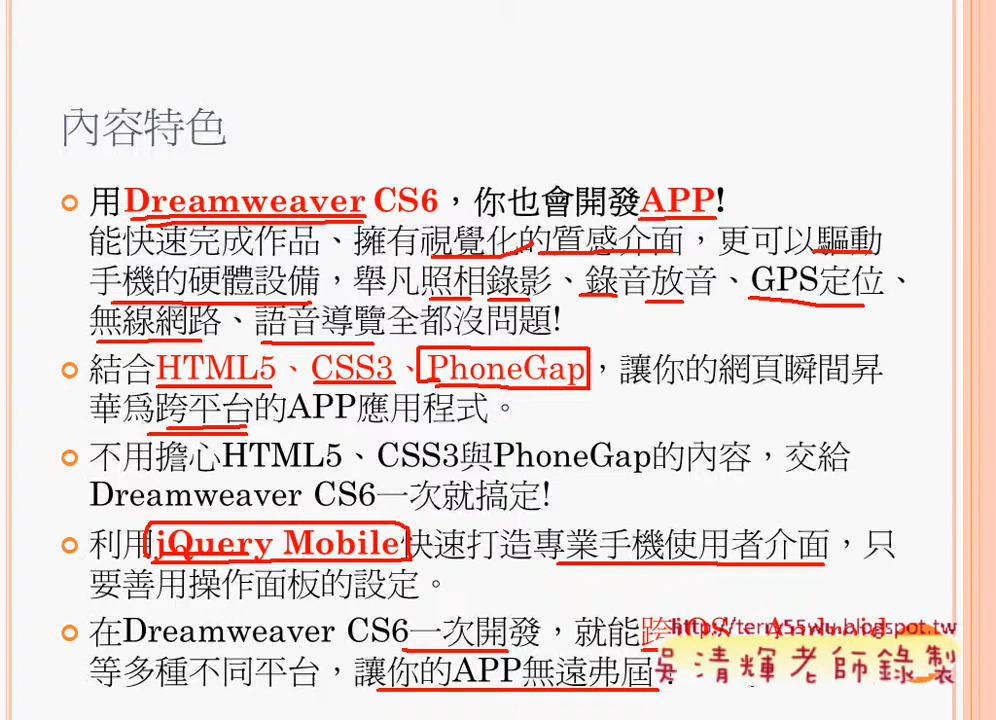 內容特色
用Dreamweaver CS6，你也會開發APP!
能快速完成作品、擁有視覺化的質感介面，更可以驅動
手機的硬體設備，舉凡照相錄影、錄音放音、GPS定位、
無線網路、語音導覽全都沒問題!
結合HTML5、CSS3、PhoneGap，讓你的網頁瞬間昇
華為跨平台的APP應用程式。
不用擔心HTML5、CSS3與PhoneGap的內容，交給
Dreamweaver CS6一次就搞定!
利用jQuery Mobile快速打造專業手機使用者介面，只
要善用操作面板的設定。
在Dreamweaver CS6一次開發，就能跨
http://terry55wu.blogspot.tw
等多種不同平台，讓你的APP無遠弗屆
吳清輝老師錄製